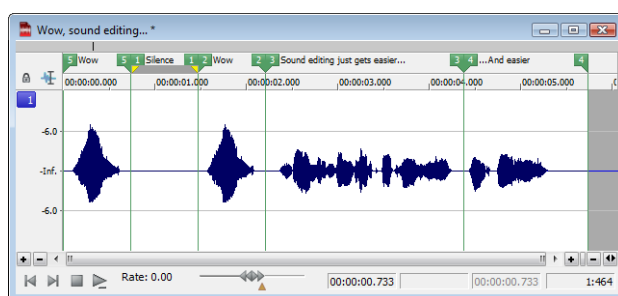 Wow, sound editing... *
5 Wow 5 1 Silence 1 2 Wow 2 3 Sound editing just gets easier... 3 4 ...And easier 4
00:00:00.000 ,00:00:01.000 ,00:00:02.000 ,00:00:03.000 ,00:00:04.000 ,00:00:05.000
1
-6.0
-Inf.
-6.0
Rate: 0.00 00:00:00.733 00:00:00.733 1:464